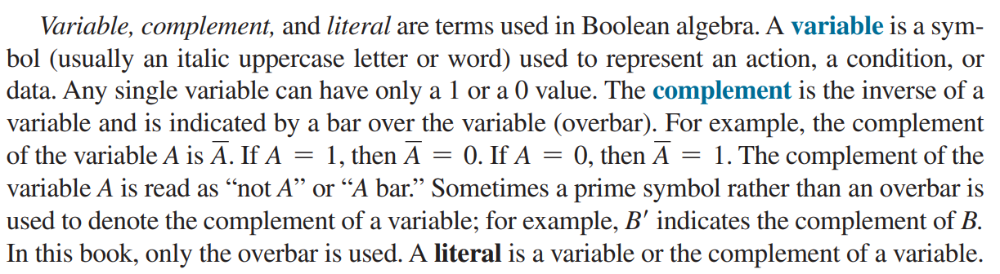 Variable, complement, and literal are terms used in Boolean algebra. A variable is a sym-
bol (usually an italic uppercase letter or word) used to represent an action, a condition, or
data. Any single variable can have only a 1 or a 0 value. The complement is the inverse of a
variable and is indicated by a bar over the variable (overbar). For example, the complement
of the variable A is A̅. If A = 1, then A̅ = 0. If A = 0, then A̅ = 1. The complement of the
variable A is read as “not A” or “A bar.” Sometimes a prime symbol rather than an overbar is
used to denote the complement of a variable; for example, B′ indicates the complement of B.
In this book, only the overbar is used. A literal is a variable or the complement of a variable.